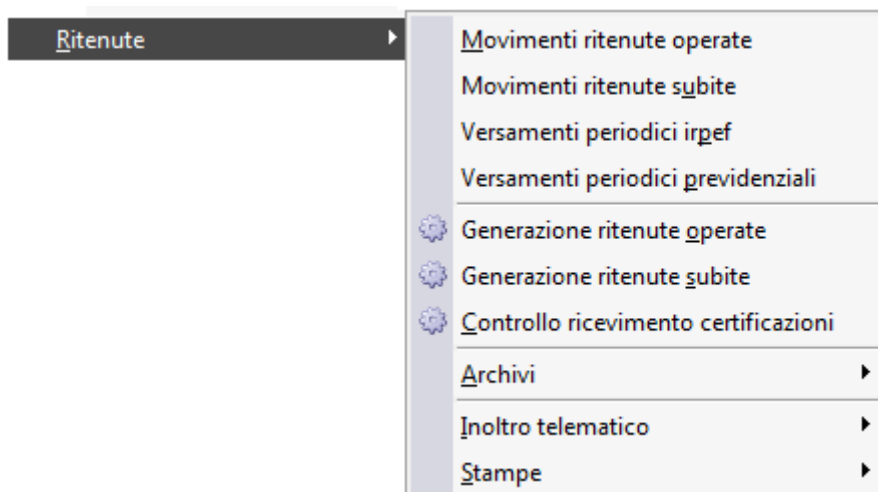 Ritenute
Movimenti ritenute operate
Movimenti ritenute subite
Versamenti periodici irpef
Versamenti periodici previdenziali
Generazione ritenute operate
Generazione ritenute subite
Controllo ricevimento certificazioni
Archivi
Inoltro telematico
Stampe